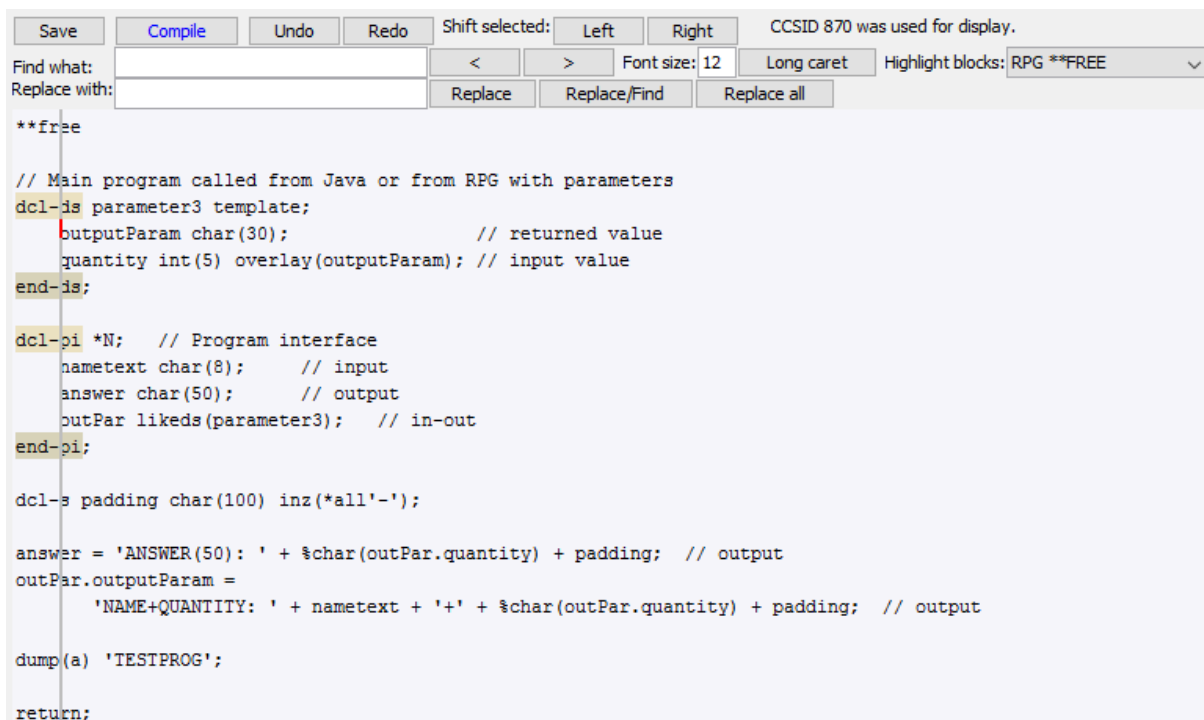 Save Compile Undo Redo Shift selected: Left Right CCSID 870 was used for display.
Find what: < > Font size: 12 Long caret Highlight blocks: RPG **FREE
Replace with: Replace Replace/Find Replace all
**free
// Main program called from Java or from RPG with parameters
dcl-ds parameter3 template;
    outputParam char(30);                 // returned value
    quantity int(5) overlay(outputParam); // input value
end-ds;
dcl-pi *N;   // Program interface
    nametext char(8);     // input
    answer char(50);      // output
    outPar likeds(parameter3);   // in-out
end-pi;
dcl-s padding char(100) inz(*all'-');
answer = 'ANSWER(50): ' + %char(outPar.quantity) + padding;  // output
outPar.outputParam =
       'NAME+QUANTITY: ' + nametext + '+' + %char(outPar.quantity) + padding;  // output
dump(a) 'TESTPROG';
return;